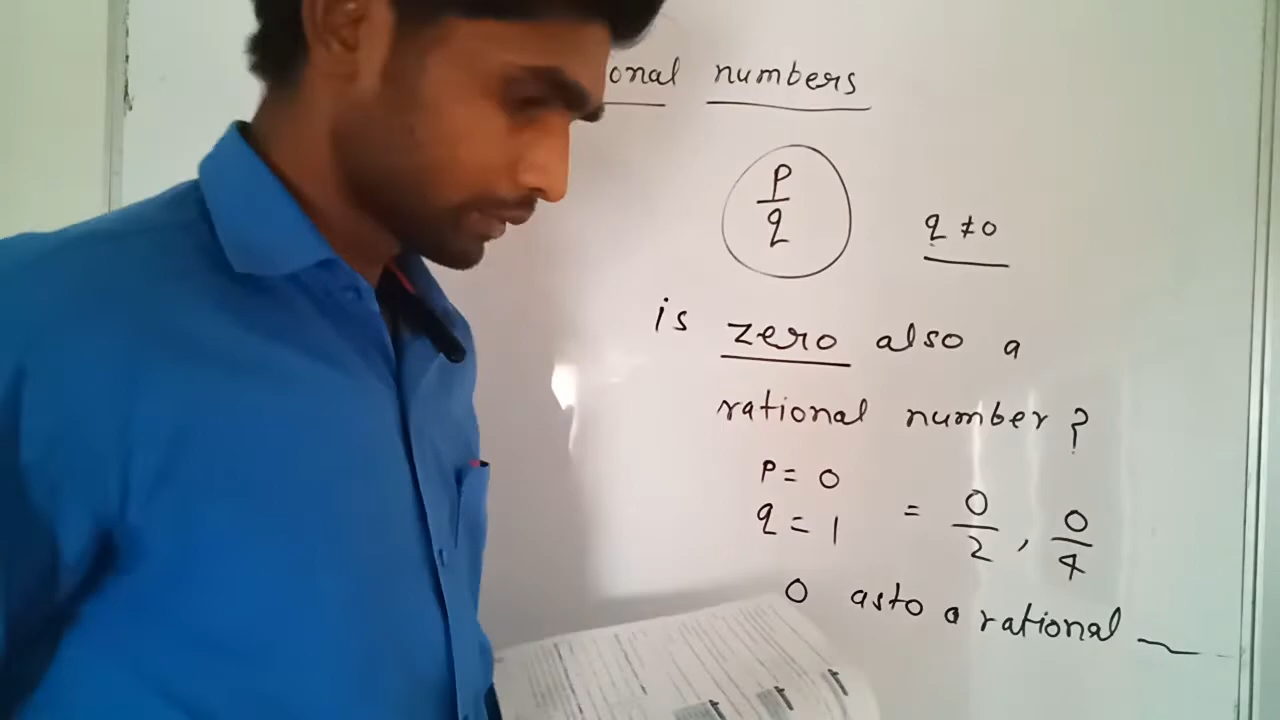 onal numbers
P
q
q ≠ 0
is zero also a
rational number?
P = 0
q = 1
= 0/2, 0/4
0 asto a rational